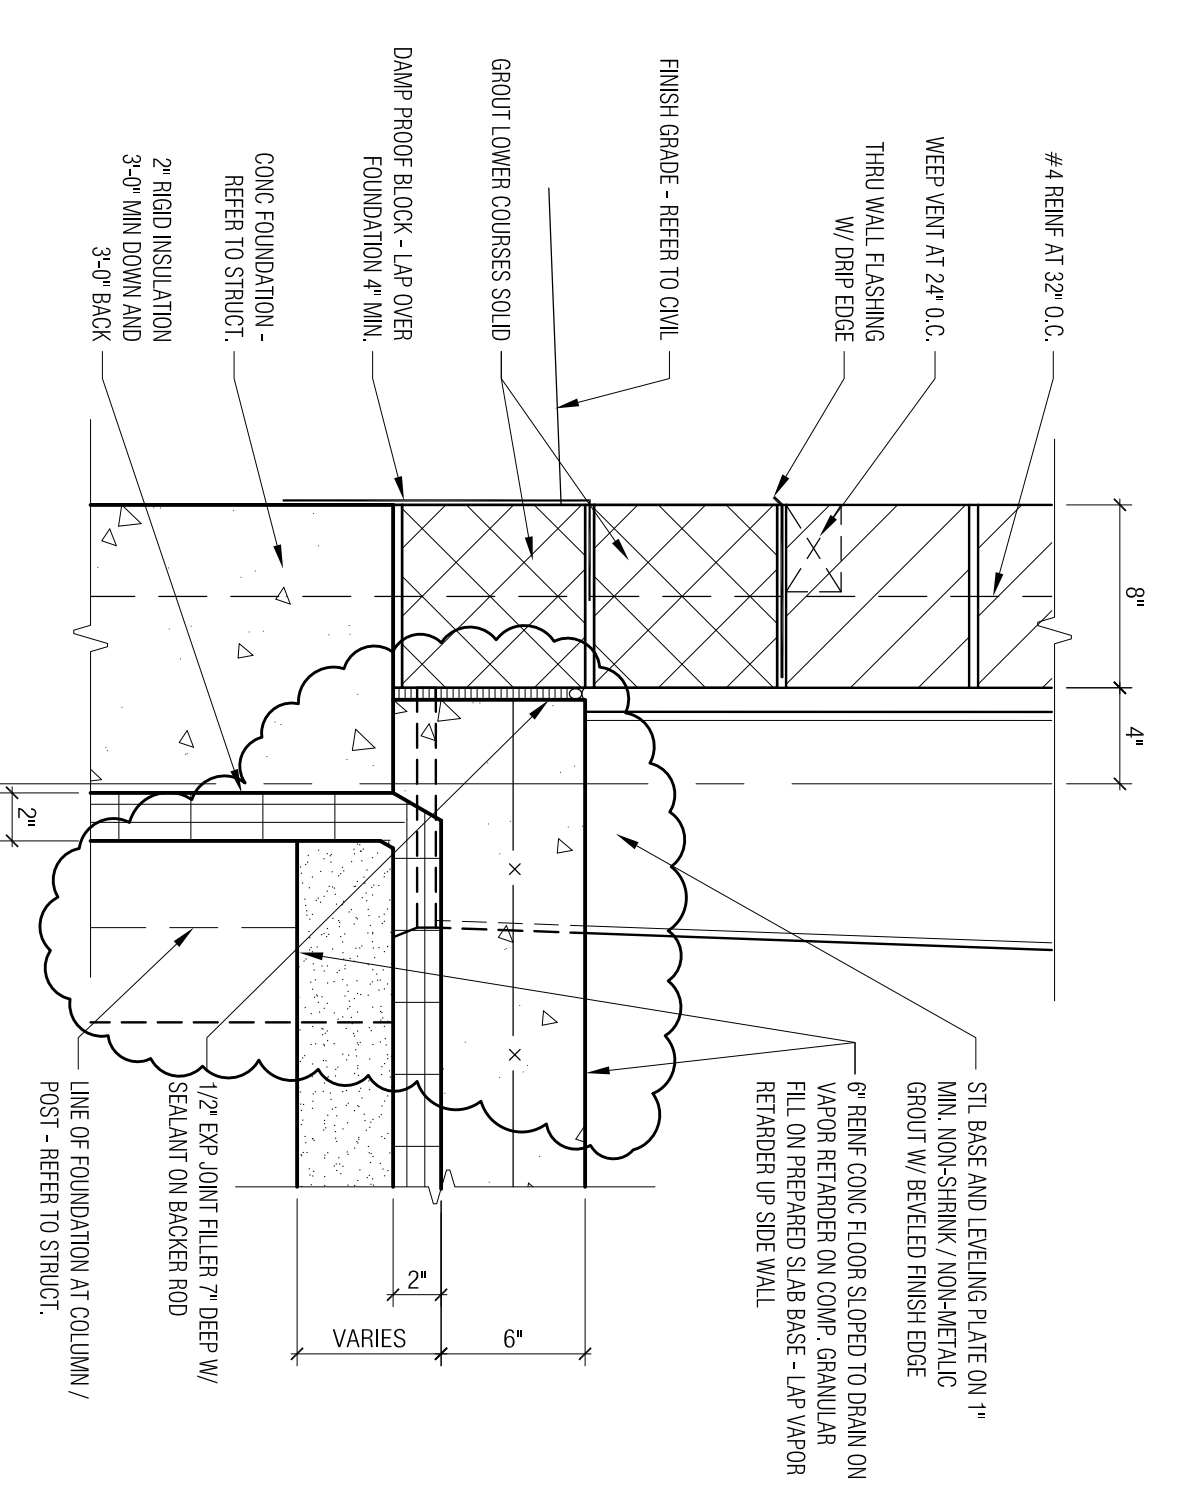 #4 REINF AT 32" O.C.
WEEP VENT AT 24" O.C.
THRU WALL FLASHING
W/ DRIP EDGE
FINISH GRADE - REFER TO CIVIL
GROUT LOWER COURSES SOLID
DAMP PROOF BLOCK - LAP OVER
FOUNDATION 4" MIN.
CONC FOUNDATION -
REFER TO STRUCT.
2" RIGID INSULATION
3'-0" MIN DOWN AND
3'-0" BACK
8"
4"
2"
STL BASE AND LEVELING PLATE ON 1"
MIN. NON-SHRINK / NON-METALIC
GROUT W/ BEVELED FINISH EDGE
6" REINF CONC FLOOR SLOPED TO DRAIN ON
VAPOR RETARDER ON COMP. GRANULAR
FILL ON PREPARED SLAB BASE - LAP VAPOR
RETARDER UP SIDE WALL
1/2" EXP JOINT FILLER 7" DEEP W/
SEALANT ON BACKER ROD
LINE OF FOUNDATION AT COLUMN /
POST - REFER TO STRUCT.
2"
VARIES
6"